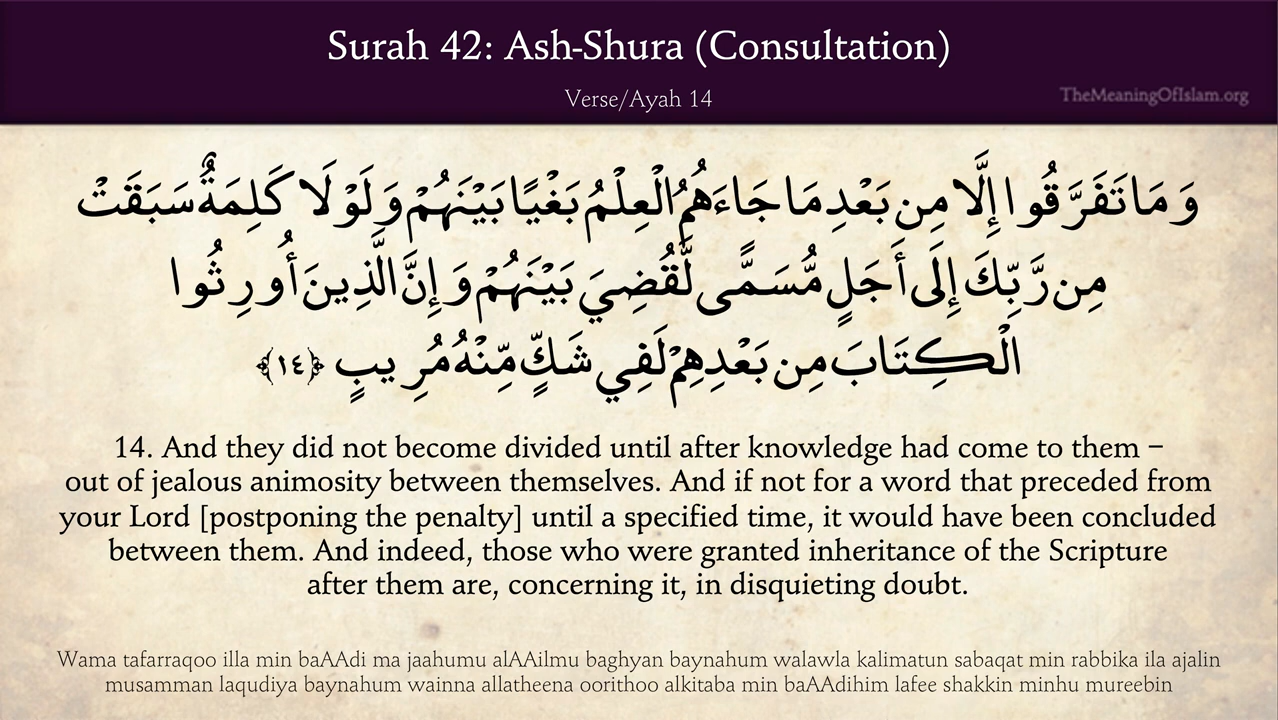 Surah 42: Ash-Shura (Consultation)
Verse/Ayah 14
TheMeaningOfIslam.org
وَمَا تَفَرَّقُوا إِلَّا مِن بَعْدِ مَا جَاءَهُمُ الْعِلْمُ بَغْيًا بَيْنَهُمْ وَلَوْلَا كَلِمَةٌ سَبَقَتْ
مِن رَّبِّكَ إِلَى أَجَلٍ مُّسَمًّى لَّقُضِيَ بَيْنَهُمْ وَإِنَّ الَّذِينَ أُورِثُوا
الْكِتَابَ مِن بَعْدِهِمْ لَفِي شَكٍّ مِّنْهُ مُرِيبٍ ﴿١٤﴾
14. And they did not become divided until after knowledge had come to them –
out of jealous animosity between themselves. And if not for a word that preceded from
your Lord [postponing the penalty] until a specified time, it would have been concluded
between them. And indeed, those who were granted inheritance of the Scripture
after them are, concerning it, in disquieting doubt.
Wama tafarraqoo illa min baAAdi ma jaahumu alAAilmu baghyan baynahum walawla kalimatun sabaqat min rabbika ila ajalin
musamman laqudiya baynahum wainna allatheena oorithoo alkitaba min baAAdihim lafee shakkin minhu mureebin